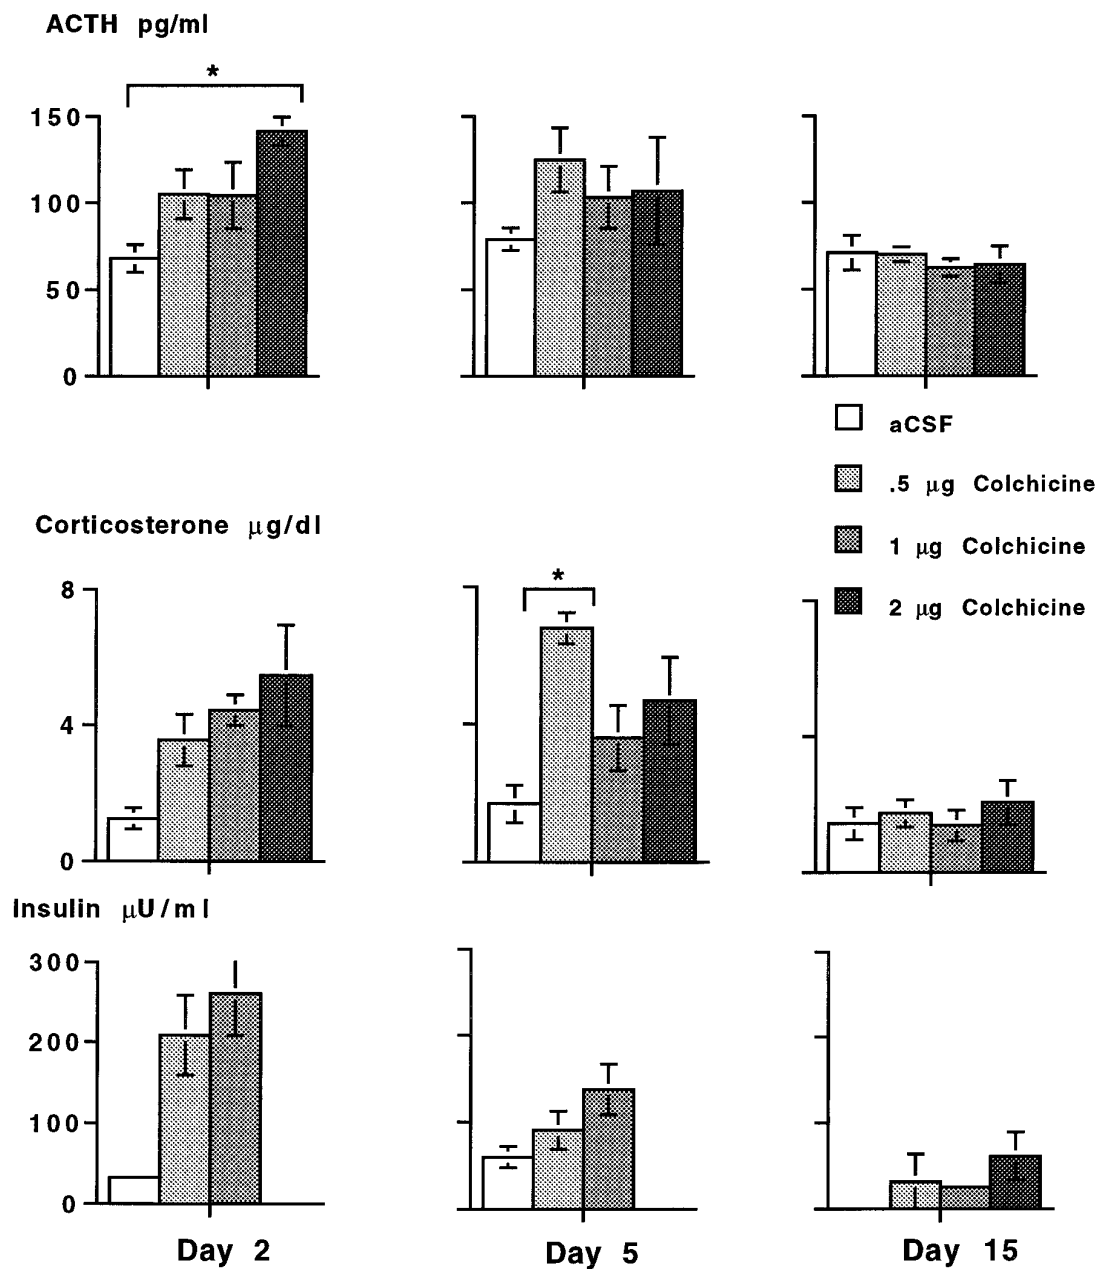 ACTH pg/ml
*
150
100
50
0
aCSF
.5 µg Colchicine
1 µg Colchicine
2 µg Colchicine
Corticosterone µg/dl
*
8
4
0
Insulin µU/ml
300
200
100
0
Day 2 Day 5 Day 15